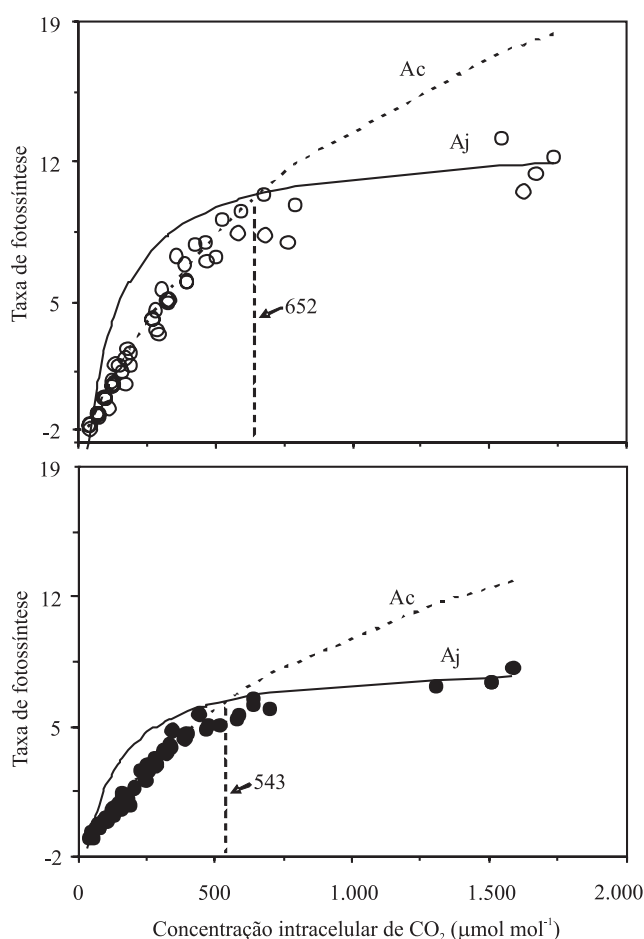 19
Ac
Aj
12
5
652
-2
Taxa de fotossíntese
19
12
Ac
Aj
5
543
-2
Taxa de fotossíntese
0 500 1.000 1.500 2.000
Concentração intracelular de CO₂ (μmol mol⁻¹)